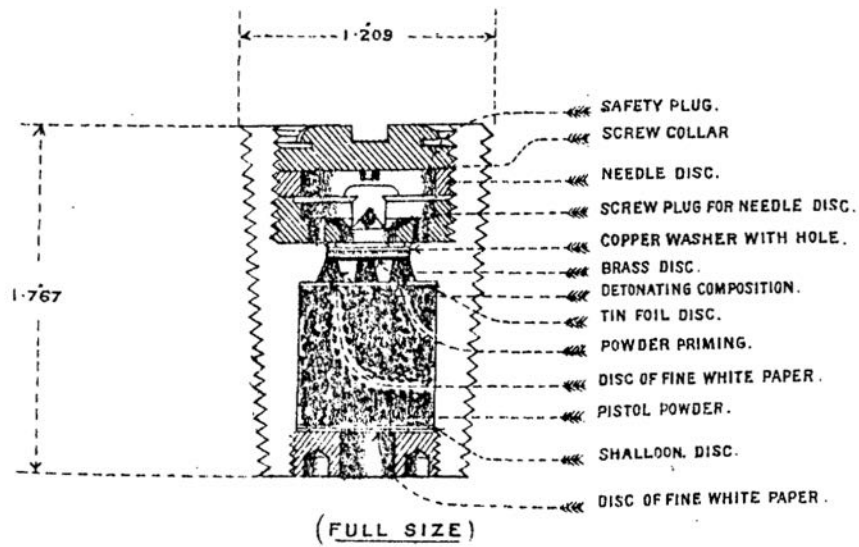 1·209
SAFETY PLUG.
SCREW COLLAR
NEEDLE DISC.
SCREW PLUG FOR NEEDLE DISC.
COPPER WASHER WITH HOLE.
BRASS DISC.
1·767
DETONATING COMPOSITION.
TIN FOIL DISC.
POWDER PRIMING.
DISC OF FINE WHITE PAPER.
PISTOL POWDER.
SHALLOON. DISC.
DISC OF FINE WHITE PAPER.
(FULL SIZE)